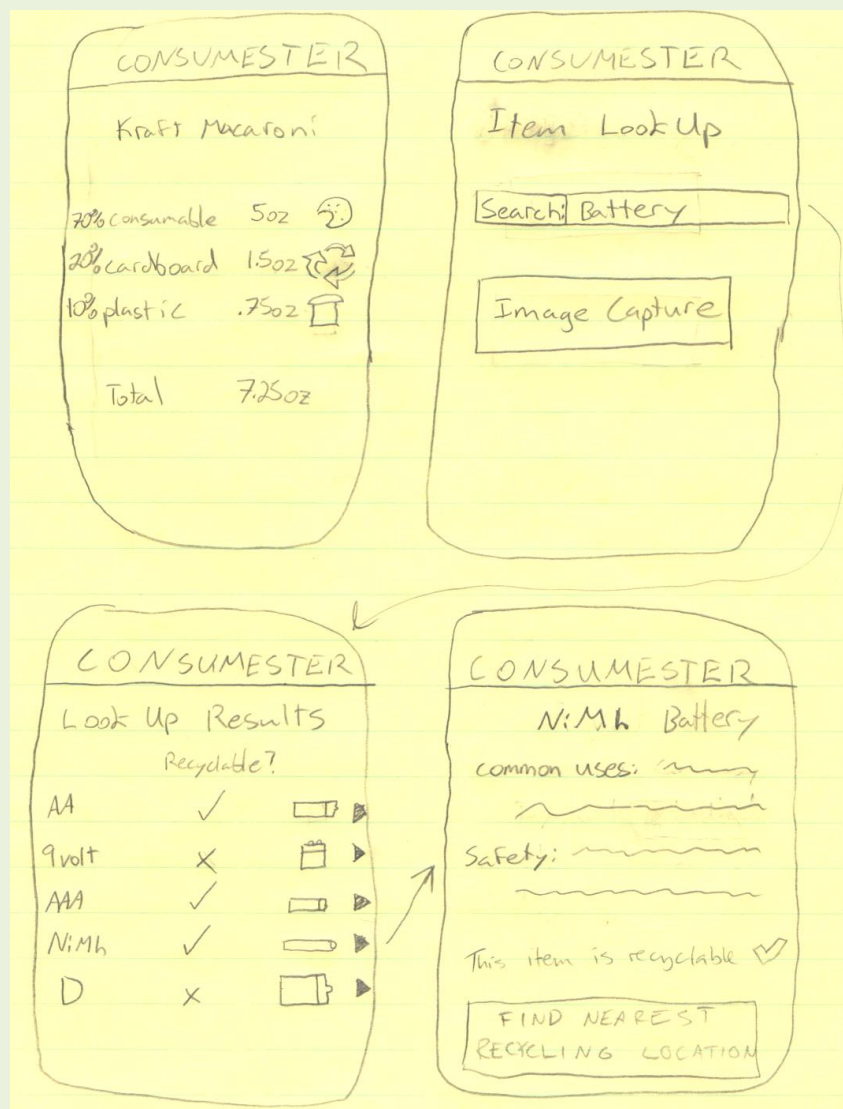 CONSUMESTER
Kraft Macaroni
70% consumable 5oz
20% cardboard 1.5oz
10% plastic .75oz
Total 7.25oz
CONSUMESTER
Item Look Up
Search: Battery
Image Capture
CONSUMESTER
Look Up Results
Recyclable?
AA
9volt
AAA
NiMh
D
CONSUMESTER
NiMh Battery
common uses:
Safety:
This item is recyclable
FIND NEAREST
RECYCLING LOCATION